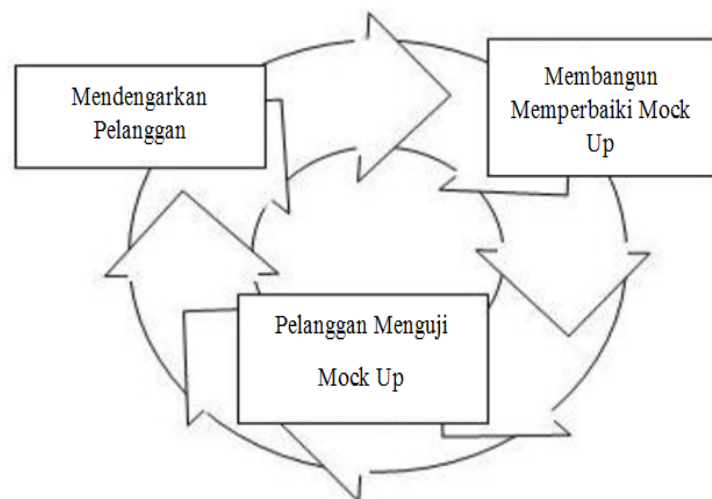 Mendengarkan
Pelanggan
Membangun
Memperbaiki Mock
Up
Pelanggan Menguji
Mock Up